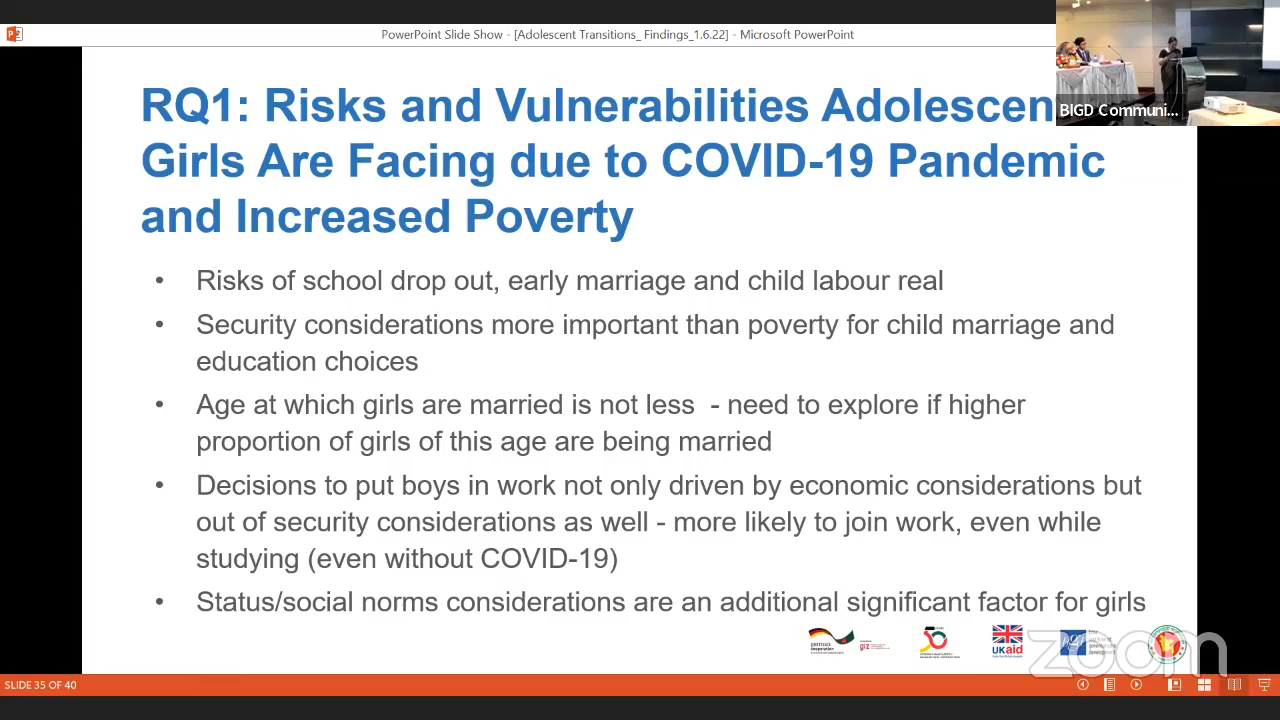 PowerPoint Slide Show - [Adolescent Transitions_ Findings_1.6.22] - Microsoft PowerPoint
BIGD Communi...
RQ1: Risks and Vulnerabilities Adolescen
Girls Are Facing due to COVID-19 Pandemic
and Increased Poverty
• Risks of school drop out, early marriage and child labour real
• Security considerations more important than poverty for child marriage and
education choices
• Age at which girls are married is not less - need to explore if higher
proportion of girls of this age are being married
• Decisions to put boys in work not only driven by economic considerations but
out of security considerations as well - more likely to join work, even while
studying (even without COVID-19)
• Status/social norms considerations are an additional significant factor for girls
german
cooperation
giz
50
UKaid
zoom
SLIDE 35 OF 40